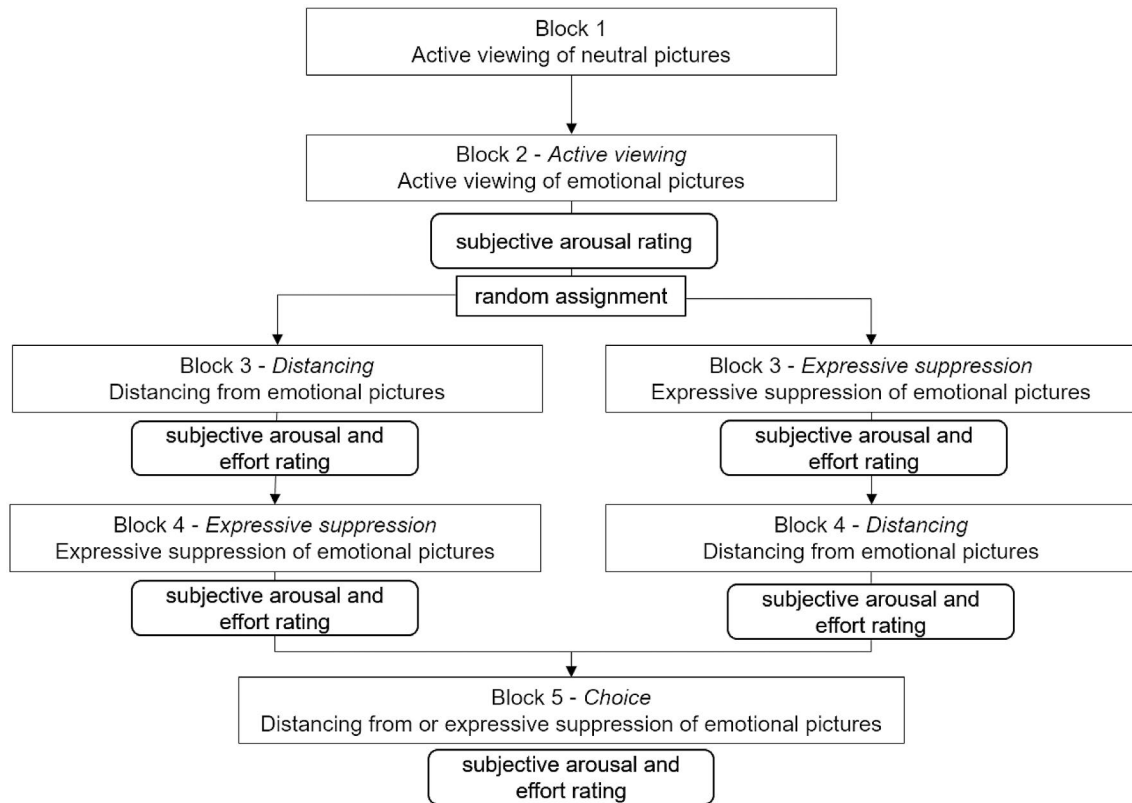 Block 1
Active viewing of neutral pictures
Block 2 - Active viewing
Active viewing of emotional pictures
subjective arousal rating
random assignment
Block 3 - Distancing
Distancing from emotional pictures
subjective arousal and
effort rating
Block 4 - Expressive suppression
Expressive suppression of emotional pictures
subjective arousal and
effort rating
Block 3 - Expressive suppression
Expressive suppression of emotional pictures
subjective arousal and
effort rating
Block 4 - Distancing
Distancing from emotional pictures
subjective arousal and
effort rating
Block 5 - Choice
Distancing from or expressive suppression of emotional pictures
subjective arousal and
effort rating